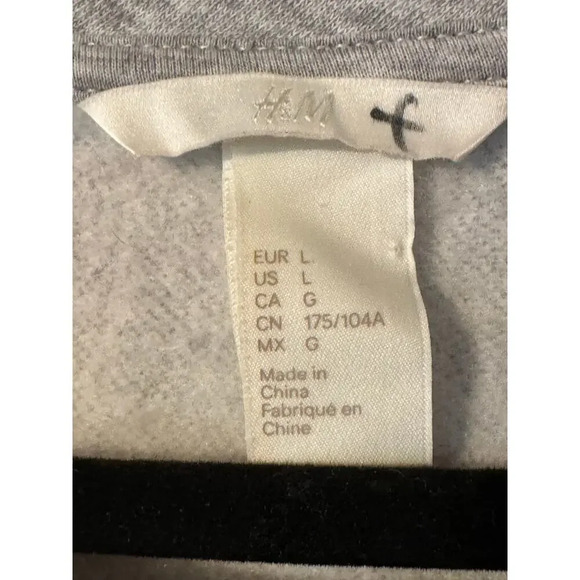 H&M f
EUR L
US L
CA G
CN 175/104A
MX G
Made in
China
Fabriqué en
Chine